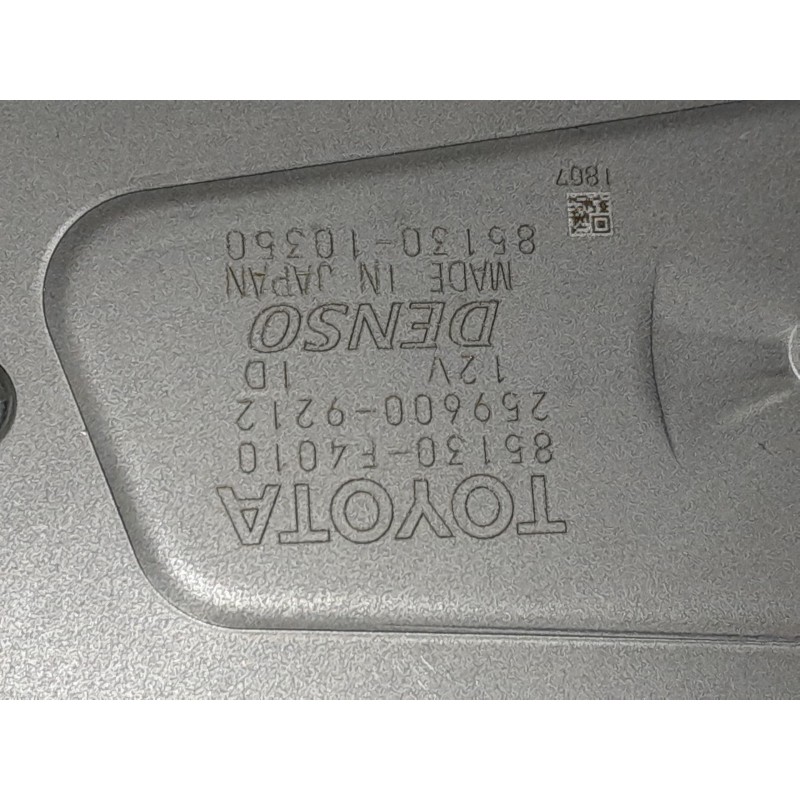 TOYOTA
85130-F4010
259600-9212
12V 1D
DENSO
MADE IN JAPAN
85130-10350
1807